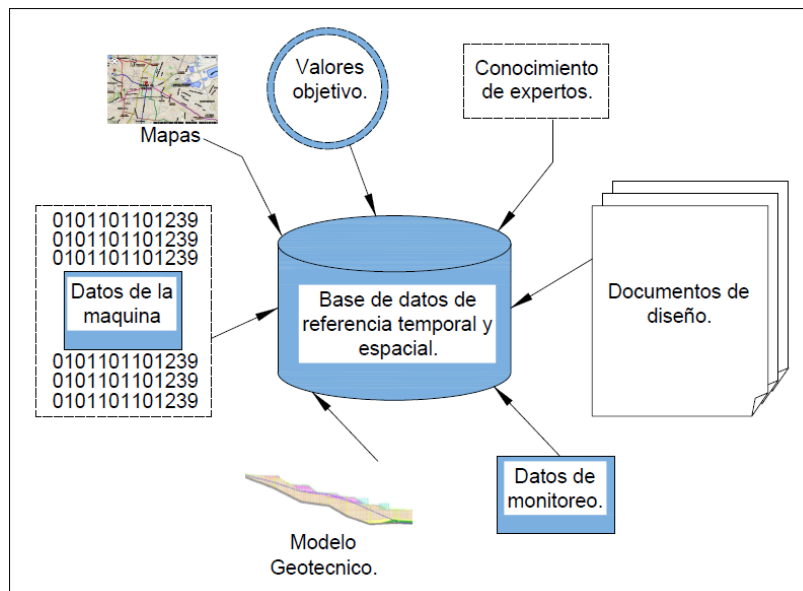 Valores
objetivo.
Conocimiento
de expertos.
Mapas
0101101101239
0101101101239
0101101101239
Datos de la
maquina
0101101101239
0101101101239
0101101101239
Base de datos de
referencia temporal y
espacial.
Documentos de
diseño.
Modelo
Geotecnico.
Datos de
monitoreo.